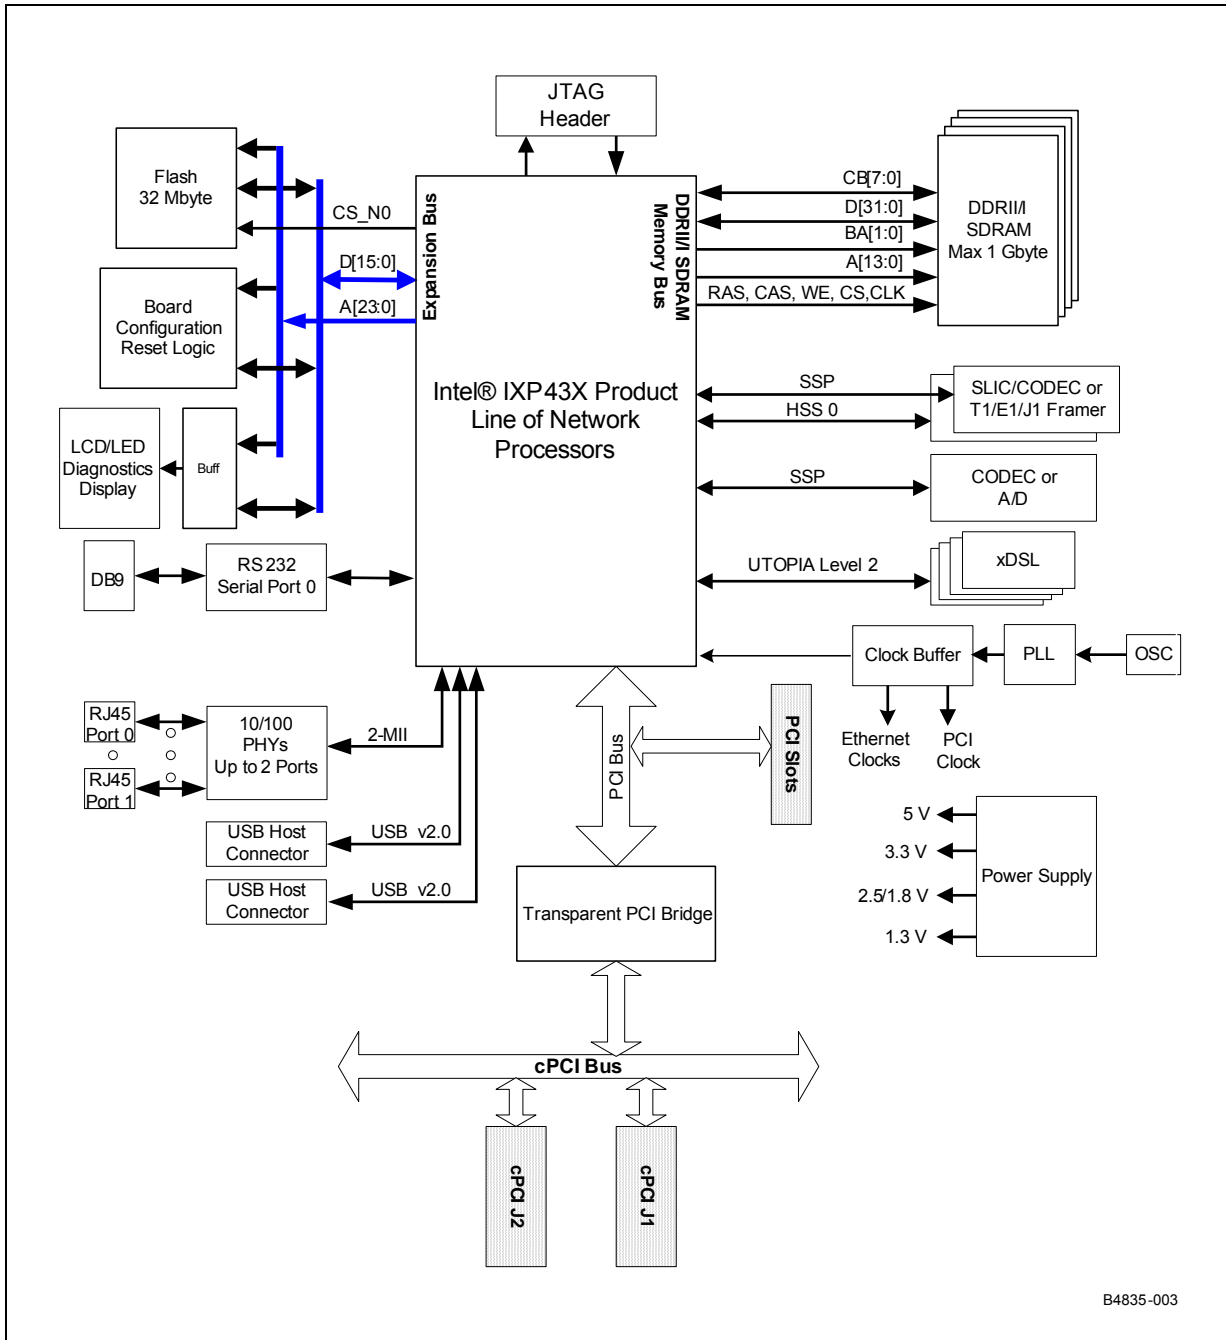 JTAG
Header
Flash
32 Mbyte
CS_N0
D[15:0]
A[23:0]
Expansion Bus
DDRII/I SDRAM
Memory Bus
CB[7:0]
D[31:0]
BA[1:0]
A[13:0]
RAS, CAS, WE, CS,CLK
DDRII/I
SDRAM
Max 1 Gbyte
Board
Configuration
Reset Logic
Intel® IXP43X Product
Line of Network
Processors
SSP
HSS 0
SLIC/CODEC or
T1/E1/J1 Framer
LCD/LED
Diagnostics
Display
Buff
SSP
CODEC or
A/D
DB9
RS232
Serial Port 0
UTOPIA Level 2
xDSL
Clock Buffer
PLL
OSC
Ethernet
Clocks
PCI
Clock
RJ45
Port 0
RJ45
Port 1
10/100
PHYs
Up to 2 Ports
2-MII
PCI Bus
PCI Slots
USB Host
Connector
USB v2.0
USB Host
Connector
USB v2.0
5 V
3.3 V
2.5/1.8 V
1.3 V
Power Supply
Transparent PCI Bridge
cPCI Bus
cPCI J2
cPCI J1
B4835-003